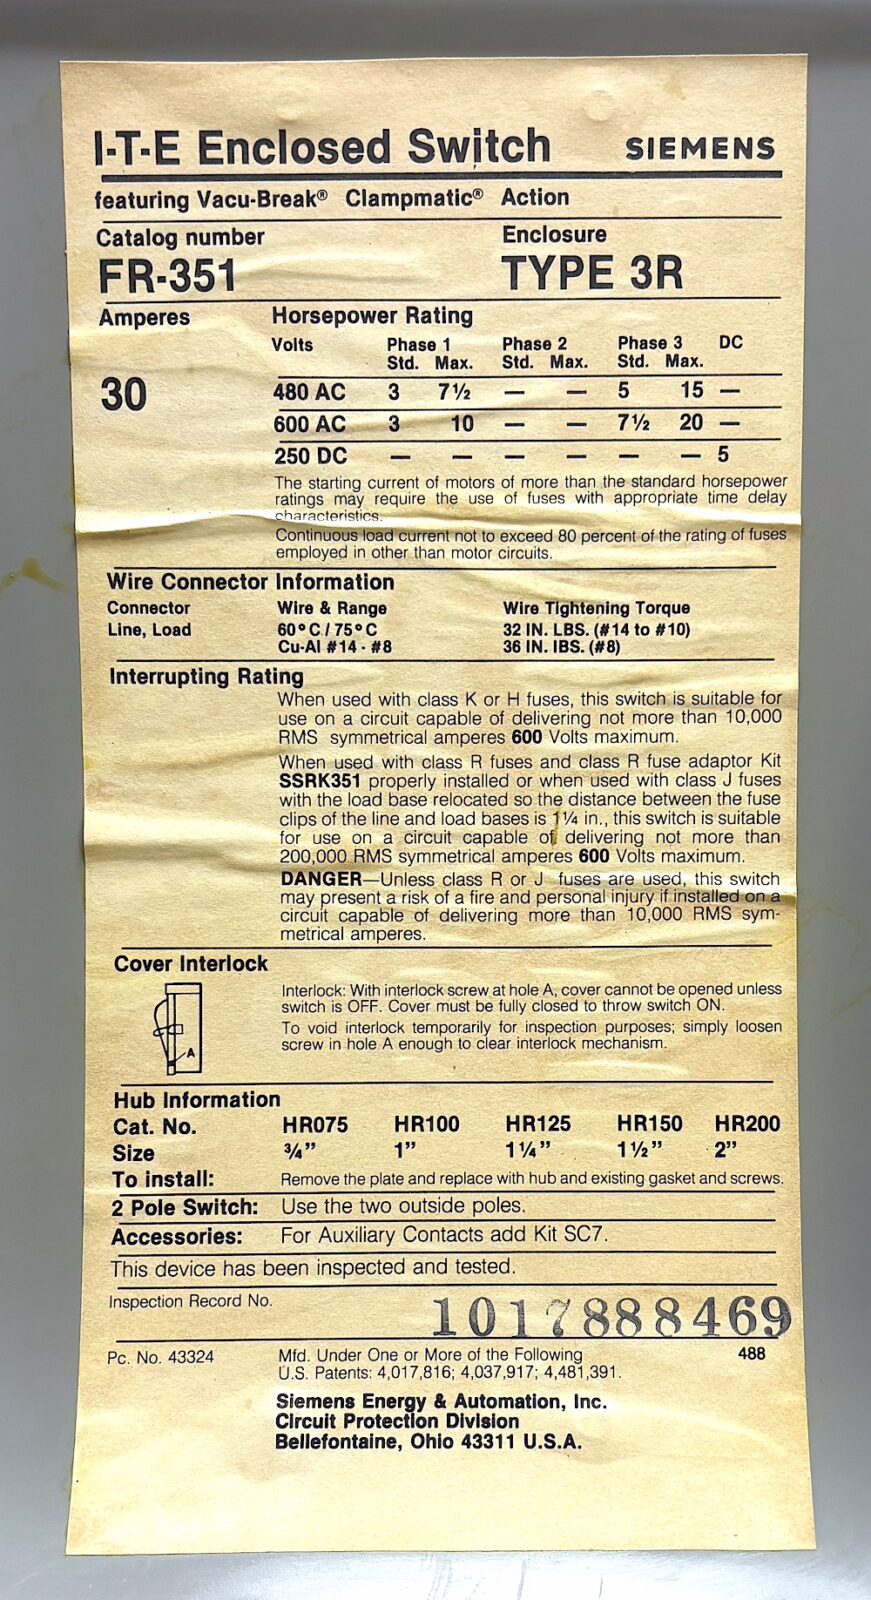 I-T-E Enclosed Switch SIEMENS
featuring Vacu-Break® Clampmatic® Action
Catalog number Enclosure
FR-351 TYPE 3R
Amperes Horsepower Rating
Volts Phase 1 Phase 2 Phase 3 DC
Std. Max. Std. Max. Std. Max.
30 480 AC 3 7½ — — 5 15 —
600 AC 3 10 — — 7½ 20 —
250 DC — — — — — — 5
The starting current of motors of more than the standard horsepower
ratings may require the use of fuses with appropriate time delay
characteristics.
Continuous load current not to exceed 80 percent of the rating of fuses
employed in other than motor circuits.
Wire Connector Information
Connector Wire & Range Wire Tightening Torque
Line, Load 60°C/75°C 32 IN. LBS. (#14 to #10)
Cu-Al #14 - #8 36 IN. IBS. (#8)
Interrupting Rating
When used with class K or H fuses, this switch is suitable for
use on a circuit capable of delivering not more than 10,000
RMS symmetrical amperes 600 Volts maximum.
When used with class R fuses and class R fuse adaptor Kit
SSRK351 properly installed or when used with class J fuses
with the load base relocated so the distance between the fuse
clips of the line and load bases is 1¼ in., this switch is suitable
for use on a circuit capable of delivering not more than
200,000 RMS symmetrical amperes 600 Volts maximum.
DANGER—Unless class R or J fuses are used, this switch
may present a risk of a fire and personal injury if installed on a
circuit capable of delivering more than 10,000 RMS sym-
metrical amperes.
Cover Interlock
Interlock: With interlock screw at hole A, cover cannot be opened unless
switch is OFF. Cover must be fully closed to throw switch ON.
To void interlock temporarily for inspection purposes; simply loosen
screw in hole A enough to clear interlock mechanism.
A
Hub Information
Cat. No. HR075 HR100 HR125 HR150 HR200
Size ¾" 1" 1¼" 1½" 2"
To install: Remove the plate and replace with hub and existing gasket and screws.
2 Pole Switch: Use the two outside poles.
Accessories: For Auxiliary Contacts add Kit SC7.
This device has been inspected and tested.
Inspection Record No. 1017888469
Pc. No. 43324 Mfd. Under One or More of the Following 488
U.S. Patents: 4,017,816; 4,037,917; 4,481,391.
Siemens Energy & Automation, Inc.
Circuit Protection Division
Bellefontaine, Ohio 43311 U.S.A.